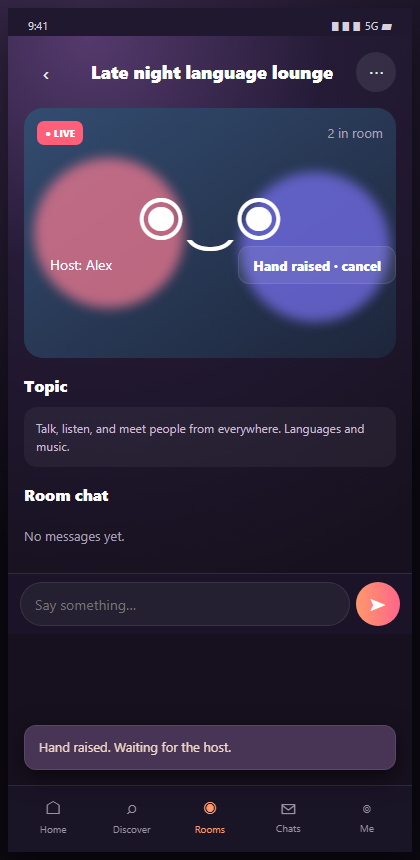 9:41
5G
‹
Late night language lounge
...
• LIVE
2 in room
Host: Alex
Hand raised · cancel
Topic
Talk, listen, and meet people from everywhere. Languages and
music.
Room chat
No messages yet.
Say something...
Hand raised. Waiting for the host.
Home
Discover
Rooms
Chats
Me